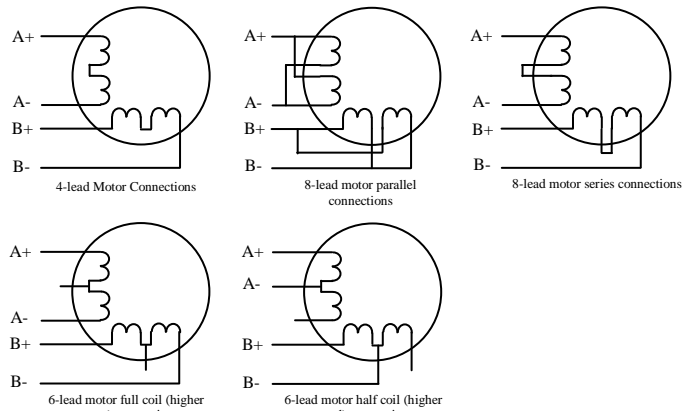 A+
A-
B+
B-
4-lead Motor Connections
A+
A-
B+
B-
8-lead motor parallel
connections
A+
A-
B+
B-
8-lead motor series connections
A+
A-
B+
B-
6-lead motor full coil (higher
A+
A-
B+
B-
6-lead motor half coil (higher